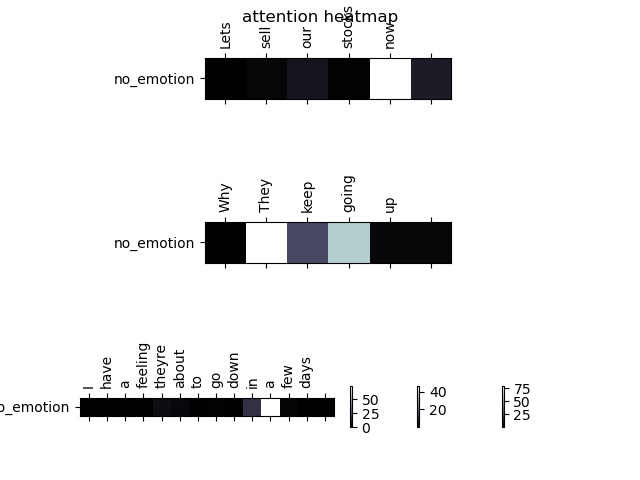 attention heatmap
Lets sell our stocks now
no_emotion
Why They keep going up
no_emotion
I have a feeling theyre about to go down in a few days
o_emotion
50
25
0
40
20
75
50
25